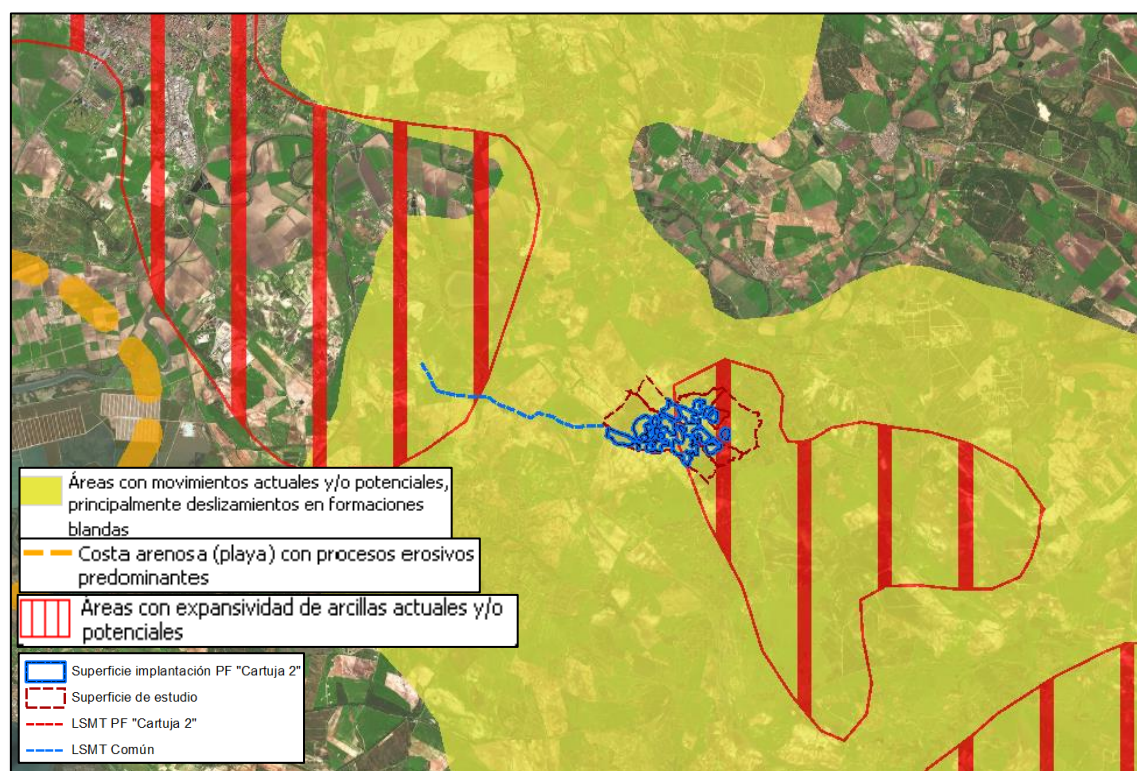 Áreas con movimientos actuales y/o potenciales,
principalmente deslizamientos en formaciones
blandas
Costa arenosa (playa) con procesos erosivos
predominantes
Áreas con expansividad de arcillas actuales y/o
potenciales
Superficie implantación PF "Cartuja 2"
Superficie de estudio
LSMT PF "Cartuja 2"
LSMT Común